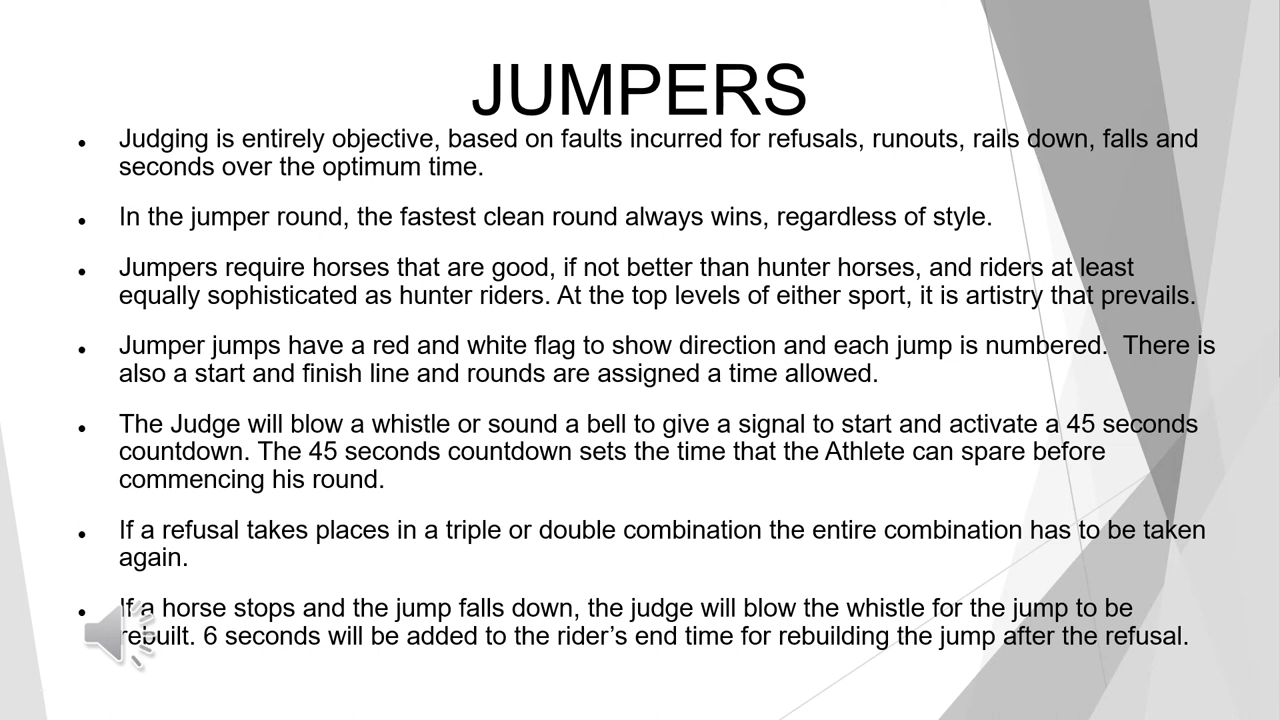 JUMPERS
• Judging is entirely objective, based on faults incurred for refusals, runouts, rails down, falls and
seconds over the optimum time.
• In the jumper round, the fastest clean round always wins, regardless of style.
• Jumpers require horses that are good, if not better than hunter horses, and riders at least
equally sophisticated as hunter riders. At the top levels of either sport, it is artistry that prevails.
• Jumper jumps have a red and white flag to show direction and each jump is numbered.  There is
also a start and finish line and rounds are assigned a time allowed.
• The Judge will blow a whistle or sound a bell to give a signal to start and activate a 45 seconds
countdown. The 45 seconds countdown sets the time that the Athlete can spare before
commencing his round.
• If a refusal takes places in a triple or double combination the entire combination has to be taken
again.
• If a horse stops and the jump falls down, the judge will blow the whistle for the jump to be
rebuilt. 6 seconds will be added to the rider’s end time for rebuilding the jump after the refusal.